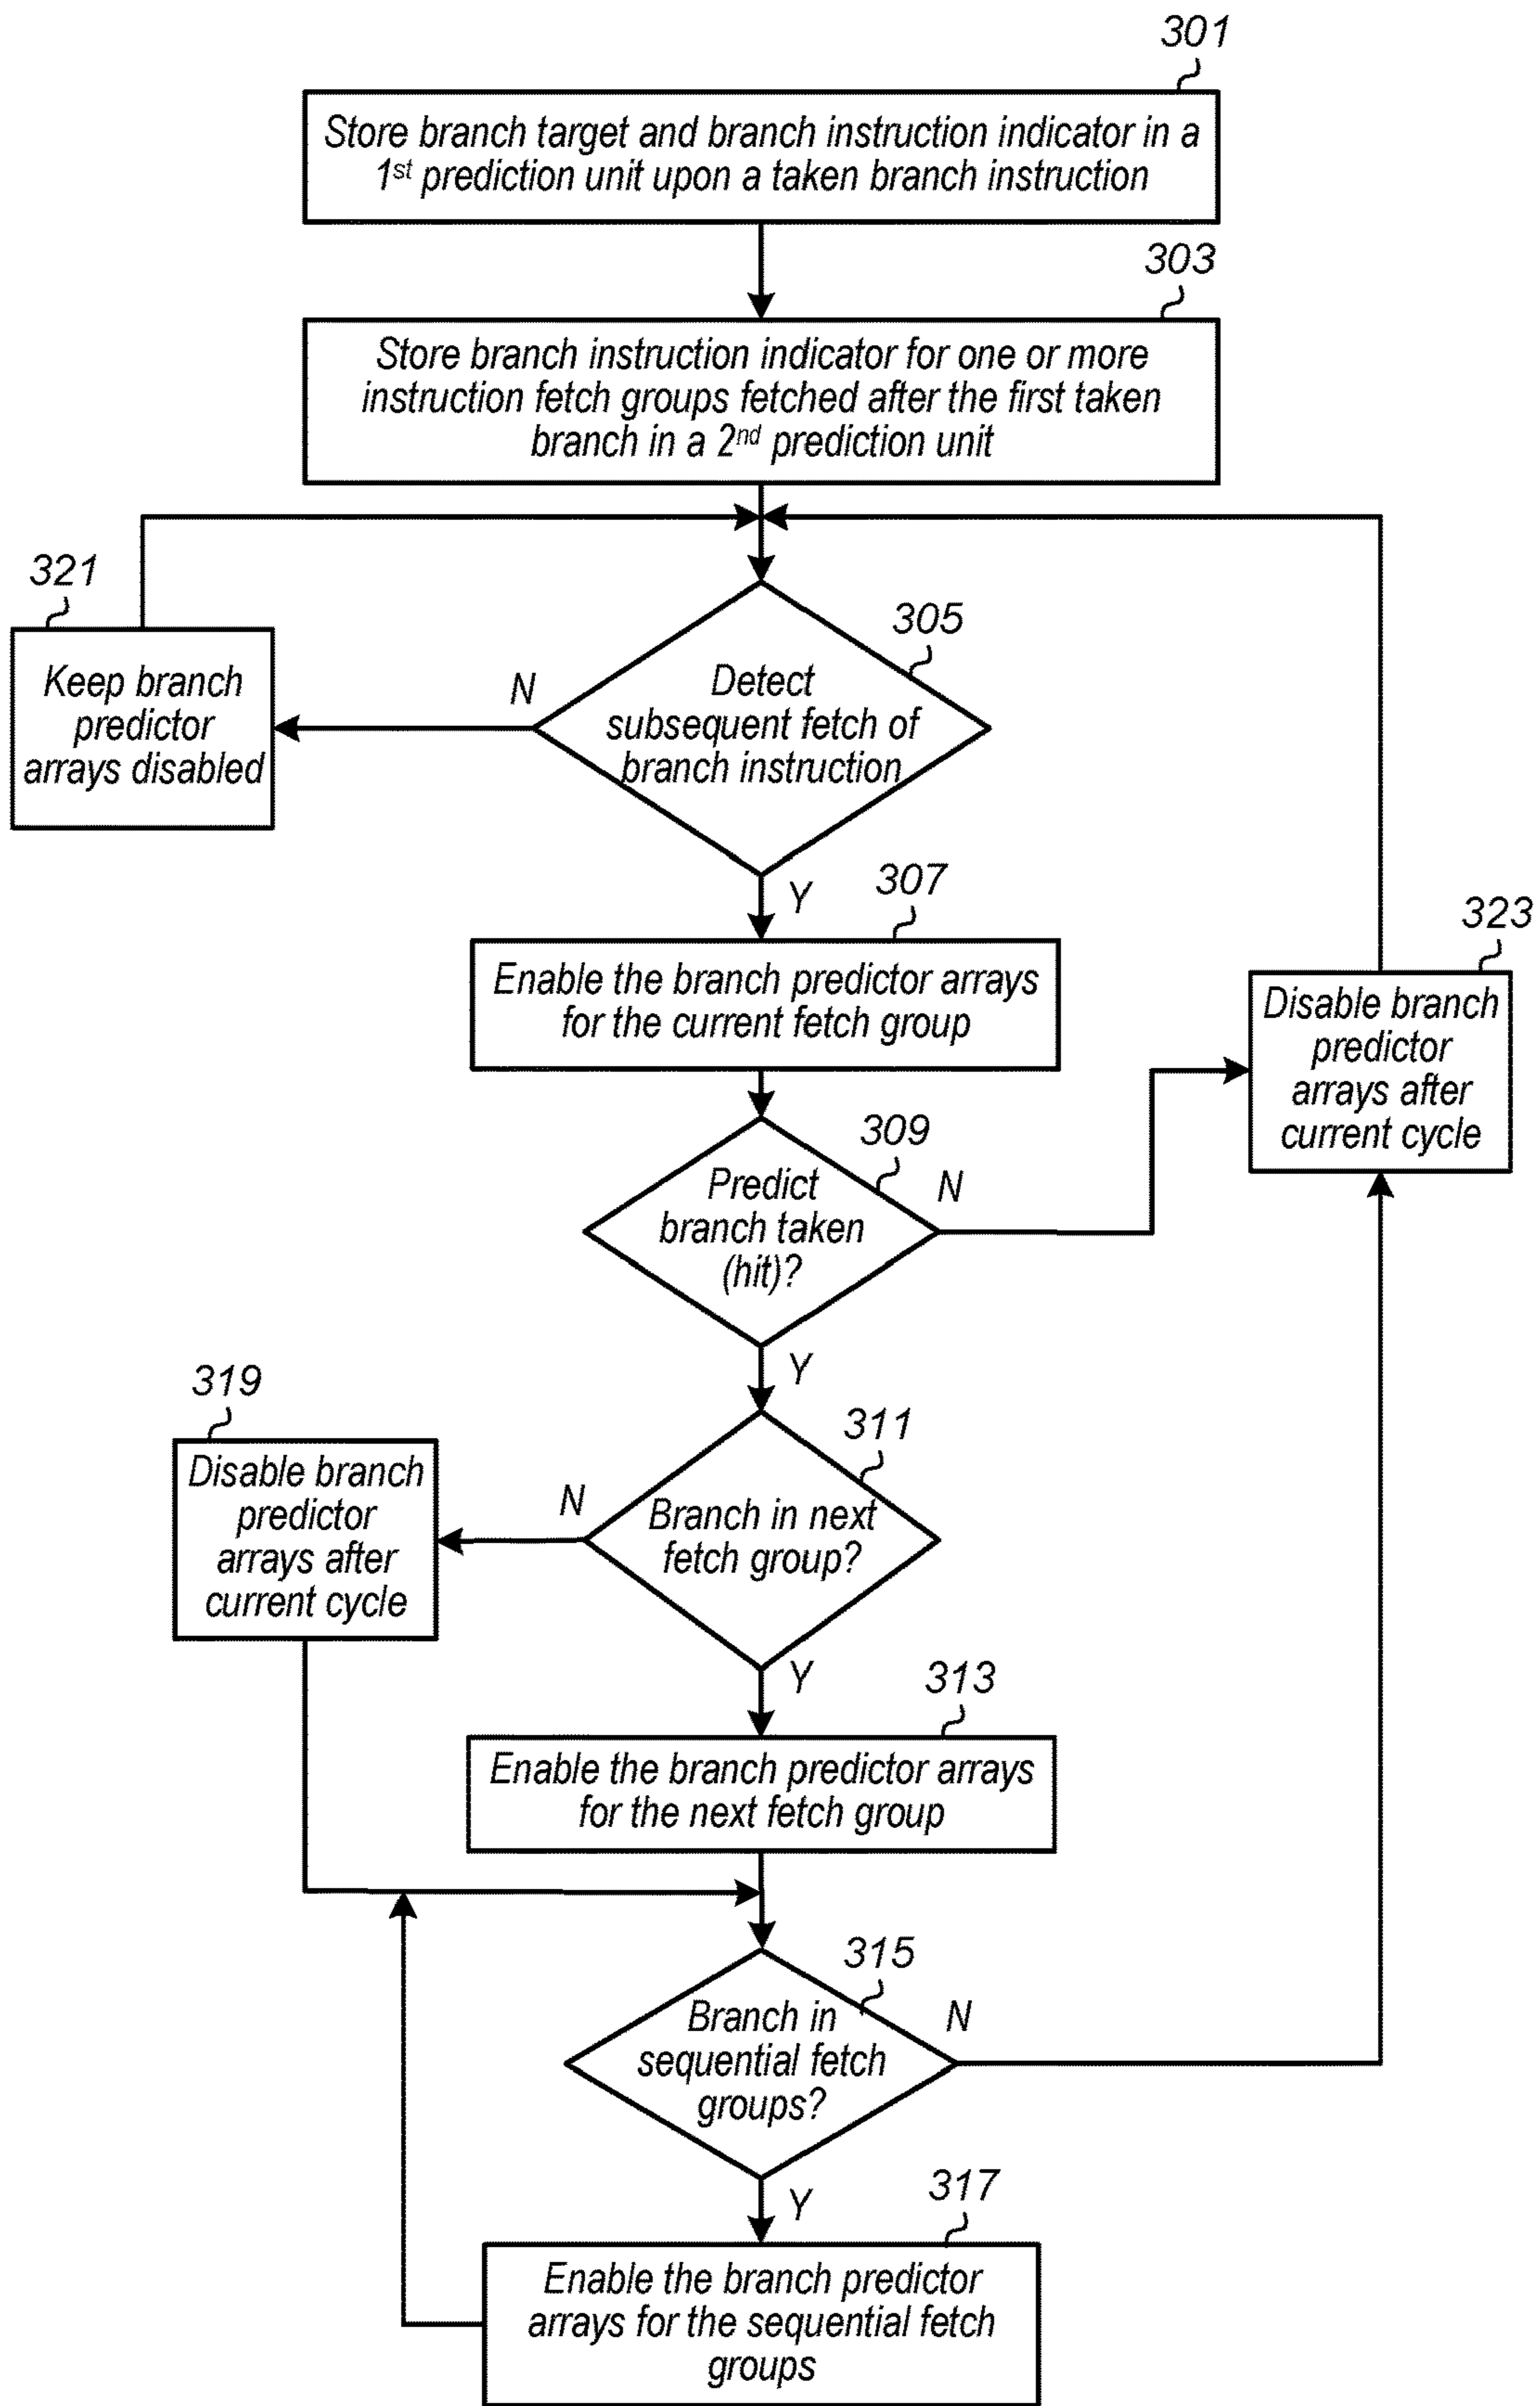 301
Store branch target and branch instruction indicator in a
1st prediction unit upon a taken branch instruction
303
Store branch instruction indicator for one or more
instruction fetch groups fetched after the first taken
branch in a 2nd prediction unit
321
Keep branch
predictor
arrays disabled
N
305
Detect
subsequent fetch of
branch instruction
Y
307
Enable the branch predictor arrays
for the current fetch group
323
Disable branch
predictor
arrays after
current cycle
309
Predict
branch taken
(hit)?
N
Y
319
Disable branch
predictor
arrays after
current cycle
N
311
Branch in next
fetch group?
Y
313
Enable the branch predictor arrays
for the next fetch group
315
Branch in
sequential fetch
groups?
N
Y
317
Enable the branch predictor
arrays for the sequential fetch
groups